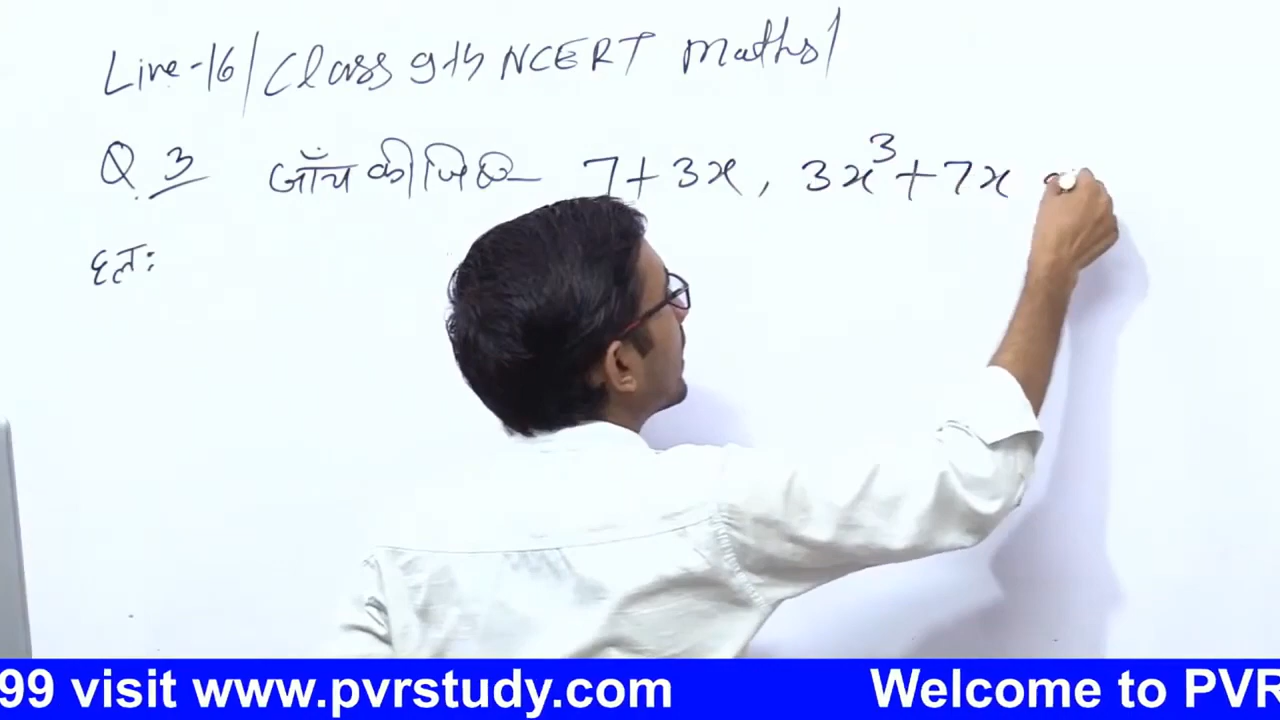 Live-16/Class 9th NCERT Maths/
Q. 3 जाँच कीजिए 7+3x, 3x³+7x
हल:
99 visit www.pvrstudy.com Welcome to PVR